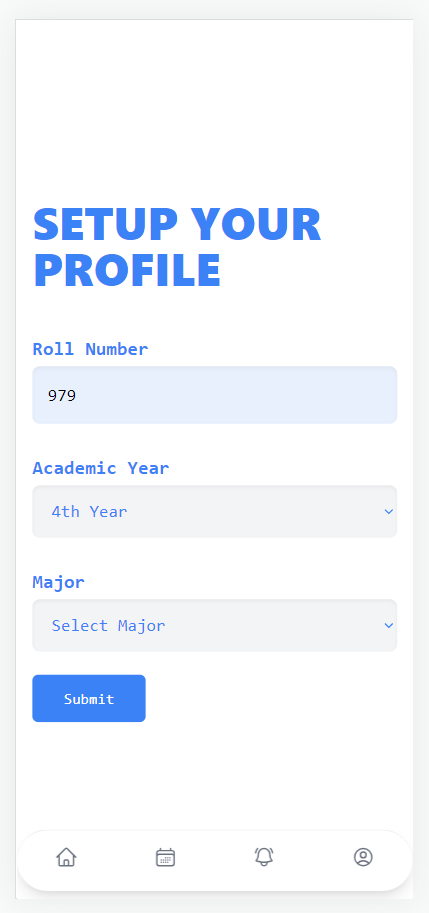 SETUP YOUR
PROFILE
Roll Number
979
Academic Year
4th Year
Major
Select Major
Submit